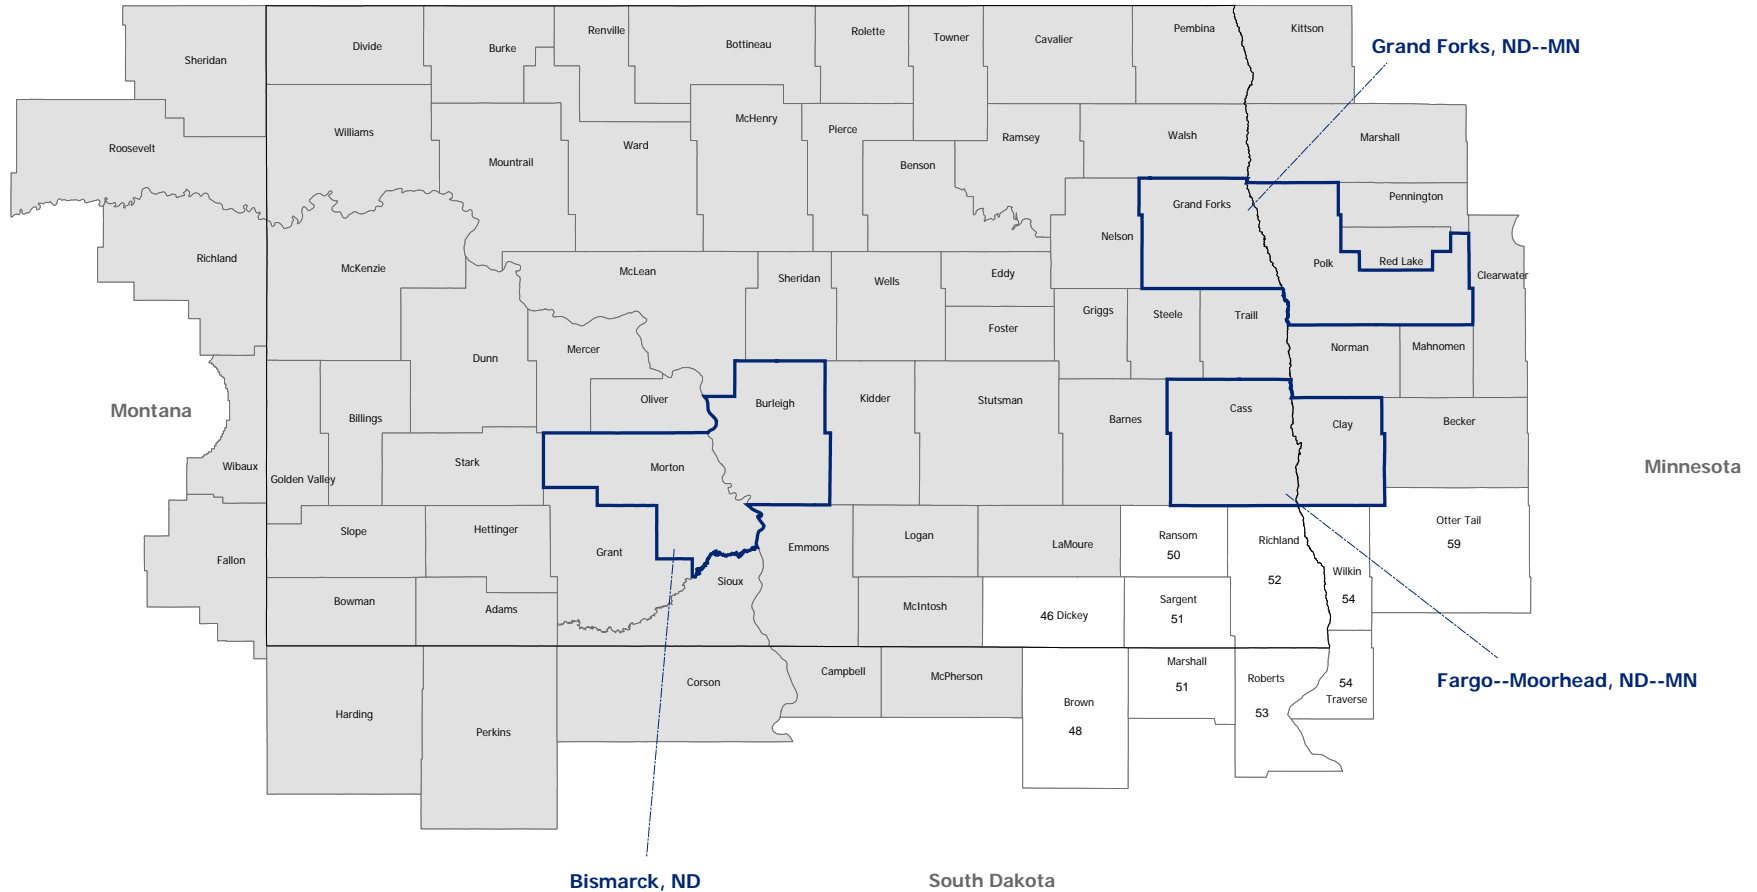 Sheridan
Divide
Burke
Renville
Bottineau
Rolette
Towner
Cavalier
Pembina
Kittson
Grand Forks, ND--MN
Roosevelt
Williams
Mountrail
Ward
McHenry
Pierce
Benson
Ramsey
Walsh
Marshall
Pennington
Grand Forks
Nelson
Richland
McKenzie
McLean
Sheridan
Wells
Eddy
Polk
Red Lake
Clearwater
Foster
Griggs
Steele
Traill
Norman
Mahnomen
Dunn
Mercer
Oliver
Burleigh
Kidder
Stutsman
Barnes
Cass
Clay
Becker
Montana
Billings
Wibaux
Golden Valley
Stark
Morton
Minnesota
Slope
Hettinger
Grant
Emmons
Logan
LaMoure
Ransom
50
Richland
52
Otter Tail
59
Fallon
Sioux
Wilkin
54
Bowman
Adams
McIntosh
46 Dickey
Sargent
51
Harding
Perkins
Corson
Campbell
McPherson
Brown
48
Marshall
51
Roberts
53
54
Traverse
Fargo--Moorhead, ND--MN
Bismarck, ND
South Dakota